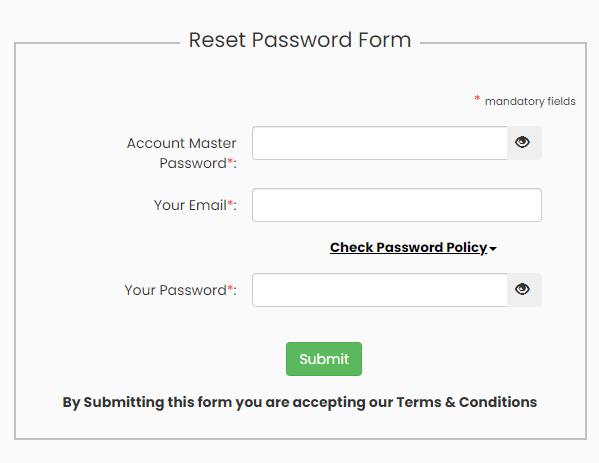 Reset Password Form
* mandatory fields
Account Master
Password*:
Your Email*:
Check Password Policy
Your Password*:
Submit
By Submitting this form you are accepting our Terms & Conditions